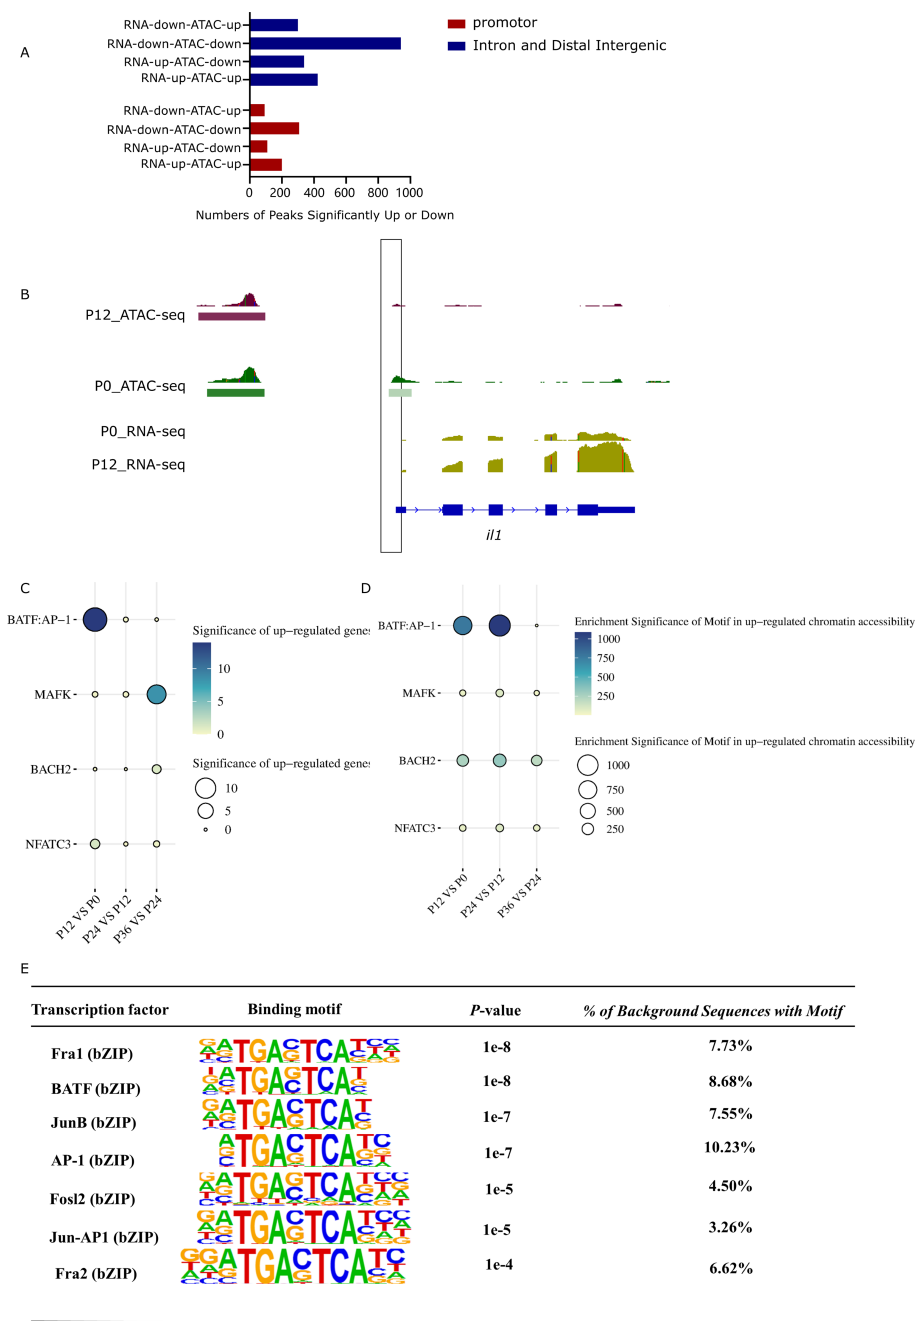 A
RNA-down-ATAC-up
RNA-down-ATAC-down
RNA-up-ATAC-down
RNA-up-ATAC-up
RNA-down-ATAC-up
RNA-down-ATAC-down
RNA-up-ATAC-down
RNA-up-ATAC-up
0 200 400 600 800 1000
Numbers of Peaks Significantly Up or Down
promotor
Intron and Distal Intergenic
B
P12_ATAC-seq
P0_ATAC-seq
P0_RNA-seq
P12_RNA-seq
il1
C
BATF:AP−1
MAFK
BACH2
NFATC3
P12 VS P0
P24 VS P12
P36 VS P24
Significance of up−regulated genes
10
5
0
Significance of up−regulated genes
10
5
0
D
BATF:AP−1
MAFK
BACH2
NFATC3
P12 VS P0
P24 VS P12
P36 VS P24
Enrichment Significance of Motif in up−regulated chromatin accessibility
1000
750
500
250
Enrichment Significance of Motif in up−regulated chromatin accessibility
1000
750
500
250
E
Transcription factor Binding motif P-value % of Background Sequences with Motif
Fra1 (bZIP) TGASTCA 1e-8 7.73%
BATF (bZIP) 1e-8 8.68%
JunB (bZIP) 1e-7 7.55%
AP-1 (bZIP) 1e-7 10.23%
Fosl2 (bZIP) 1e-5 4.50%
Jun-AP1 (bZIP) 1e-5 3.26%
Fra2 (bZIP) 1e-4 6.62%